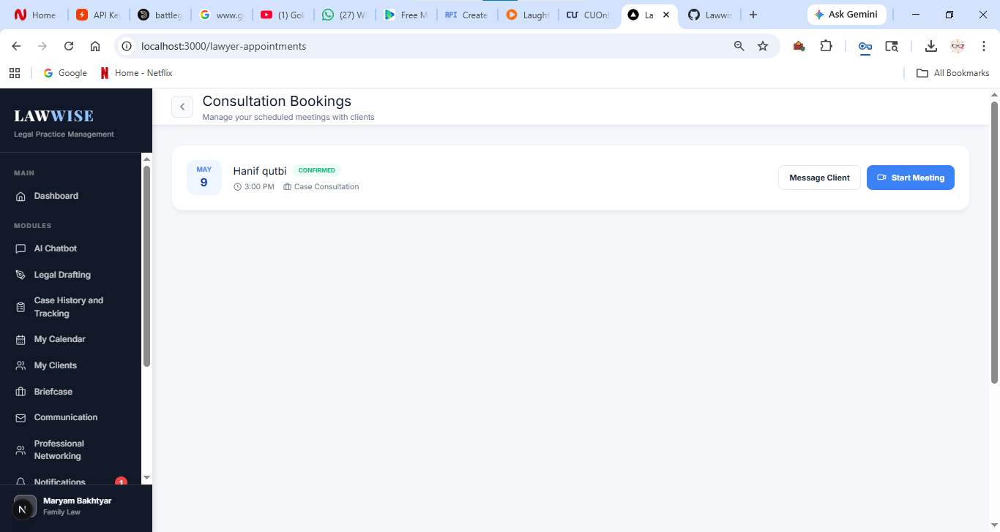 Home
API Key
battleg
www.g
(1) Gol
(27) W
Free M
API Create
Laught
CUOnl
La
Lawwis
Ask Gemini
localhost:3000/lawyer-appointments
Google
Home - Netflix
All Bookmarks
LAWWISE
Legal Practice Management
MAIN
Dashboard
MODULES
AI Chatbot
Legal Drafting
Case History and
Tracking
My Calendar
My Clients
Briefcase
Communication
Professional
Networking
Notifications
1
N
Maryam Bakhtyar
Family Law
Consultation Bookings
Manage your scheduled meetings with clients
MAY
9
Hanif qutbi
CONFIRMED
3:00 PM
Case Consultation
Message Client
Start Meeting